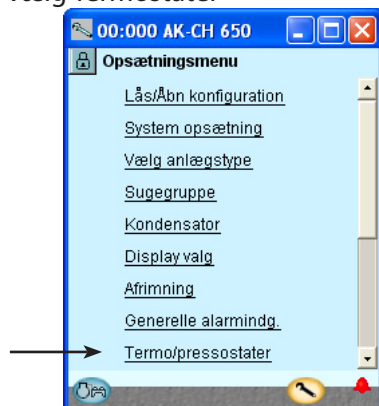 Vælg Termostater
00:000 AK-CH 650
Opsætningsmenu
Lås/Åbn konfiguration
System opsætning
Vælg anlægstype
Sugegruppe
Kondensator
Display valg
Afrimning
Generelle alarmindg.
Termo/pressostater